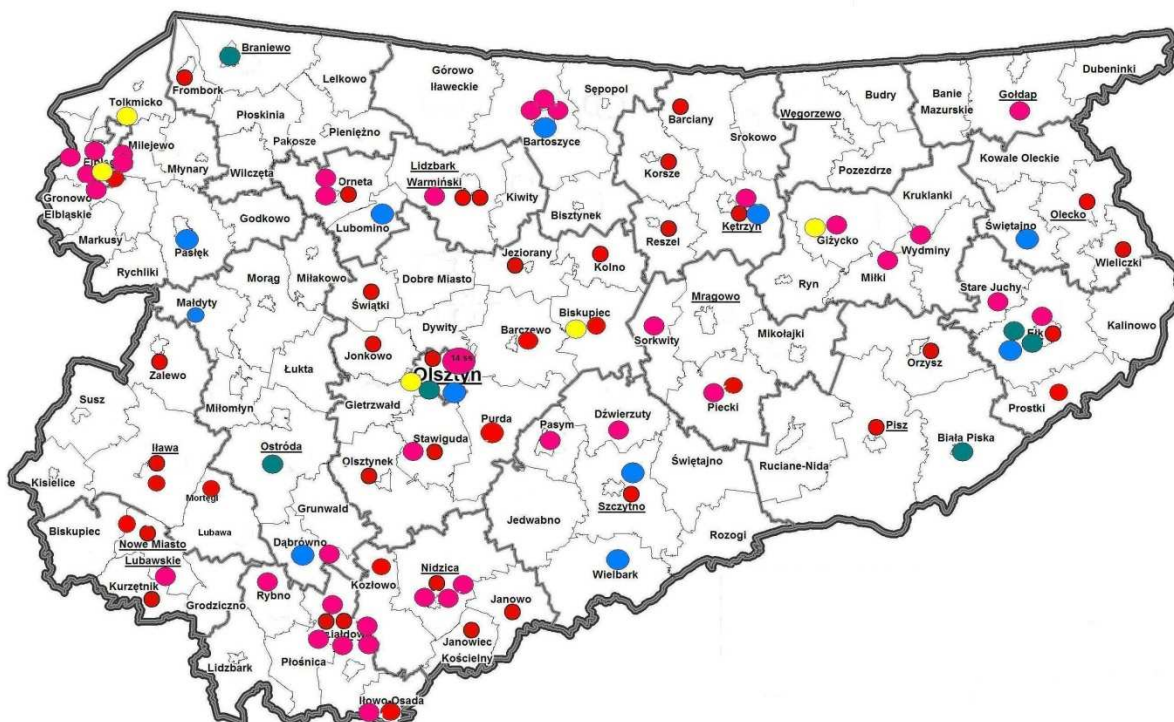 Braniewo
Frombork
Lelkowo
Górowo
Iławeckie
Sępopol
Dubeninki
Tolkmicko
Płoskinia
Pieniężno
Pakosze
Bartoszyce
Barciany
Srokowo
Węgorzewo
Budry
Banie
Mazurskie
Gołdap
Milejewo
Młynary
Wilczęta
Orneta
Lidzbark
Warmiński
Kiwity
Bisztynek
Korsze
Pozezdrze
Kruklanki
Kowale Oleckie
Gronowo
Elbląskie
Markusy
Godkowo
Lubomino
Reszel
Kętrzyn
Giżycko
Wydminy
Olecko
Świętajno
Wieliczki
Pasłęk
Rychliki
Morąg
Miłakowo
Dobre Miasto
Jeziorany
Kolno
Ryn
Miłki
Stare Juchy
Małdyty
Świątki
Dywity
Barczewo
Biskupiec
Mrągowo
Mikołajki
Sorkwity
Kalinowo
Zalewo
Łukta
Jonkowo
14 szt
Olsztyn
Orzysz
Ełk
Susz
Miłomłyn
Gietrzwałd
Purda
Piecki
Prostki
Ostróda
Stawiguda
Pasym
Dźwierzuty
Pisz
Biała Piska
Iława
Kisielice
Olsztynek
Świętajno
Ruciane-Nida
Mortęgi
Grunwald
Szczytno
Biskupiec
Lubawa
Jedwabno
Rozogi
Nowe Miasto
Lubawskie
Dąbrówno
Wielbark
Kurzętnik
Rybno
Kozłowo
Nidzica
Janowo
Grodziczno
Działdowo
Janowiec
Kościelny
Lidzbark
Płośnica
Iłowo-Osada